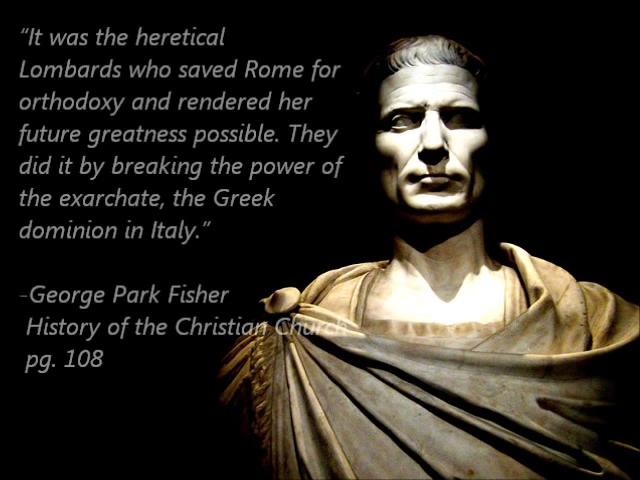 “It was the heretical
Lombards who saved Rome for
orthodoxy and rendered her
future greatness possible. They
did it by breaking the power of
the exarchate, the Greek
dominion in Italy.”
-George Park Fisher
History of the Christian Church
pg. 108